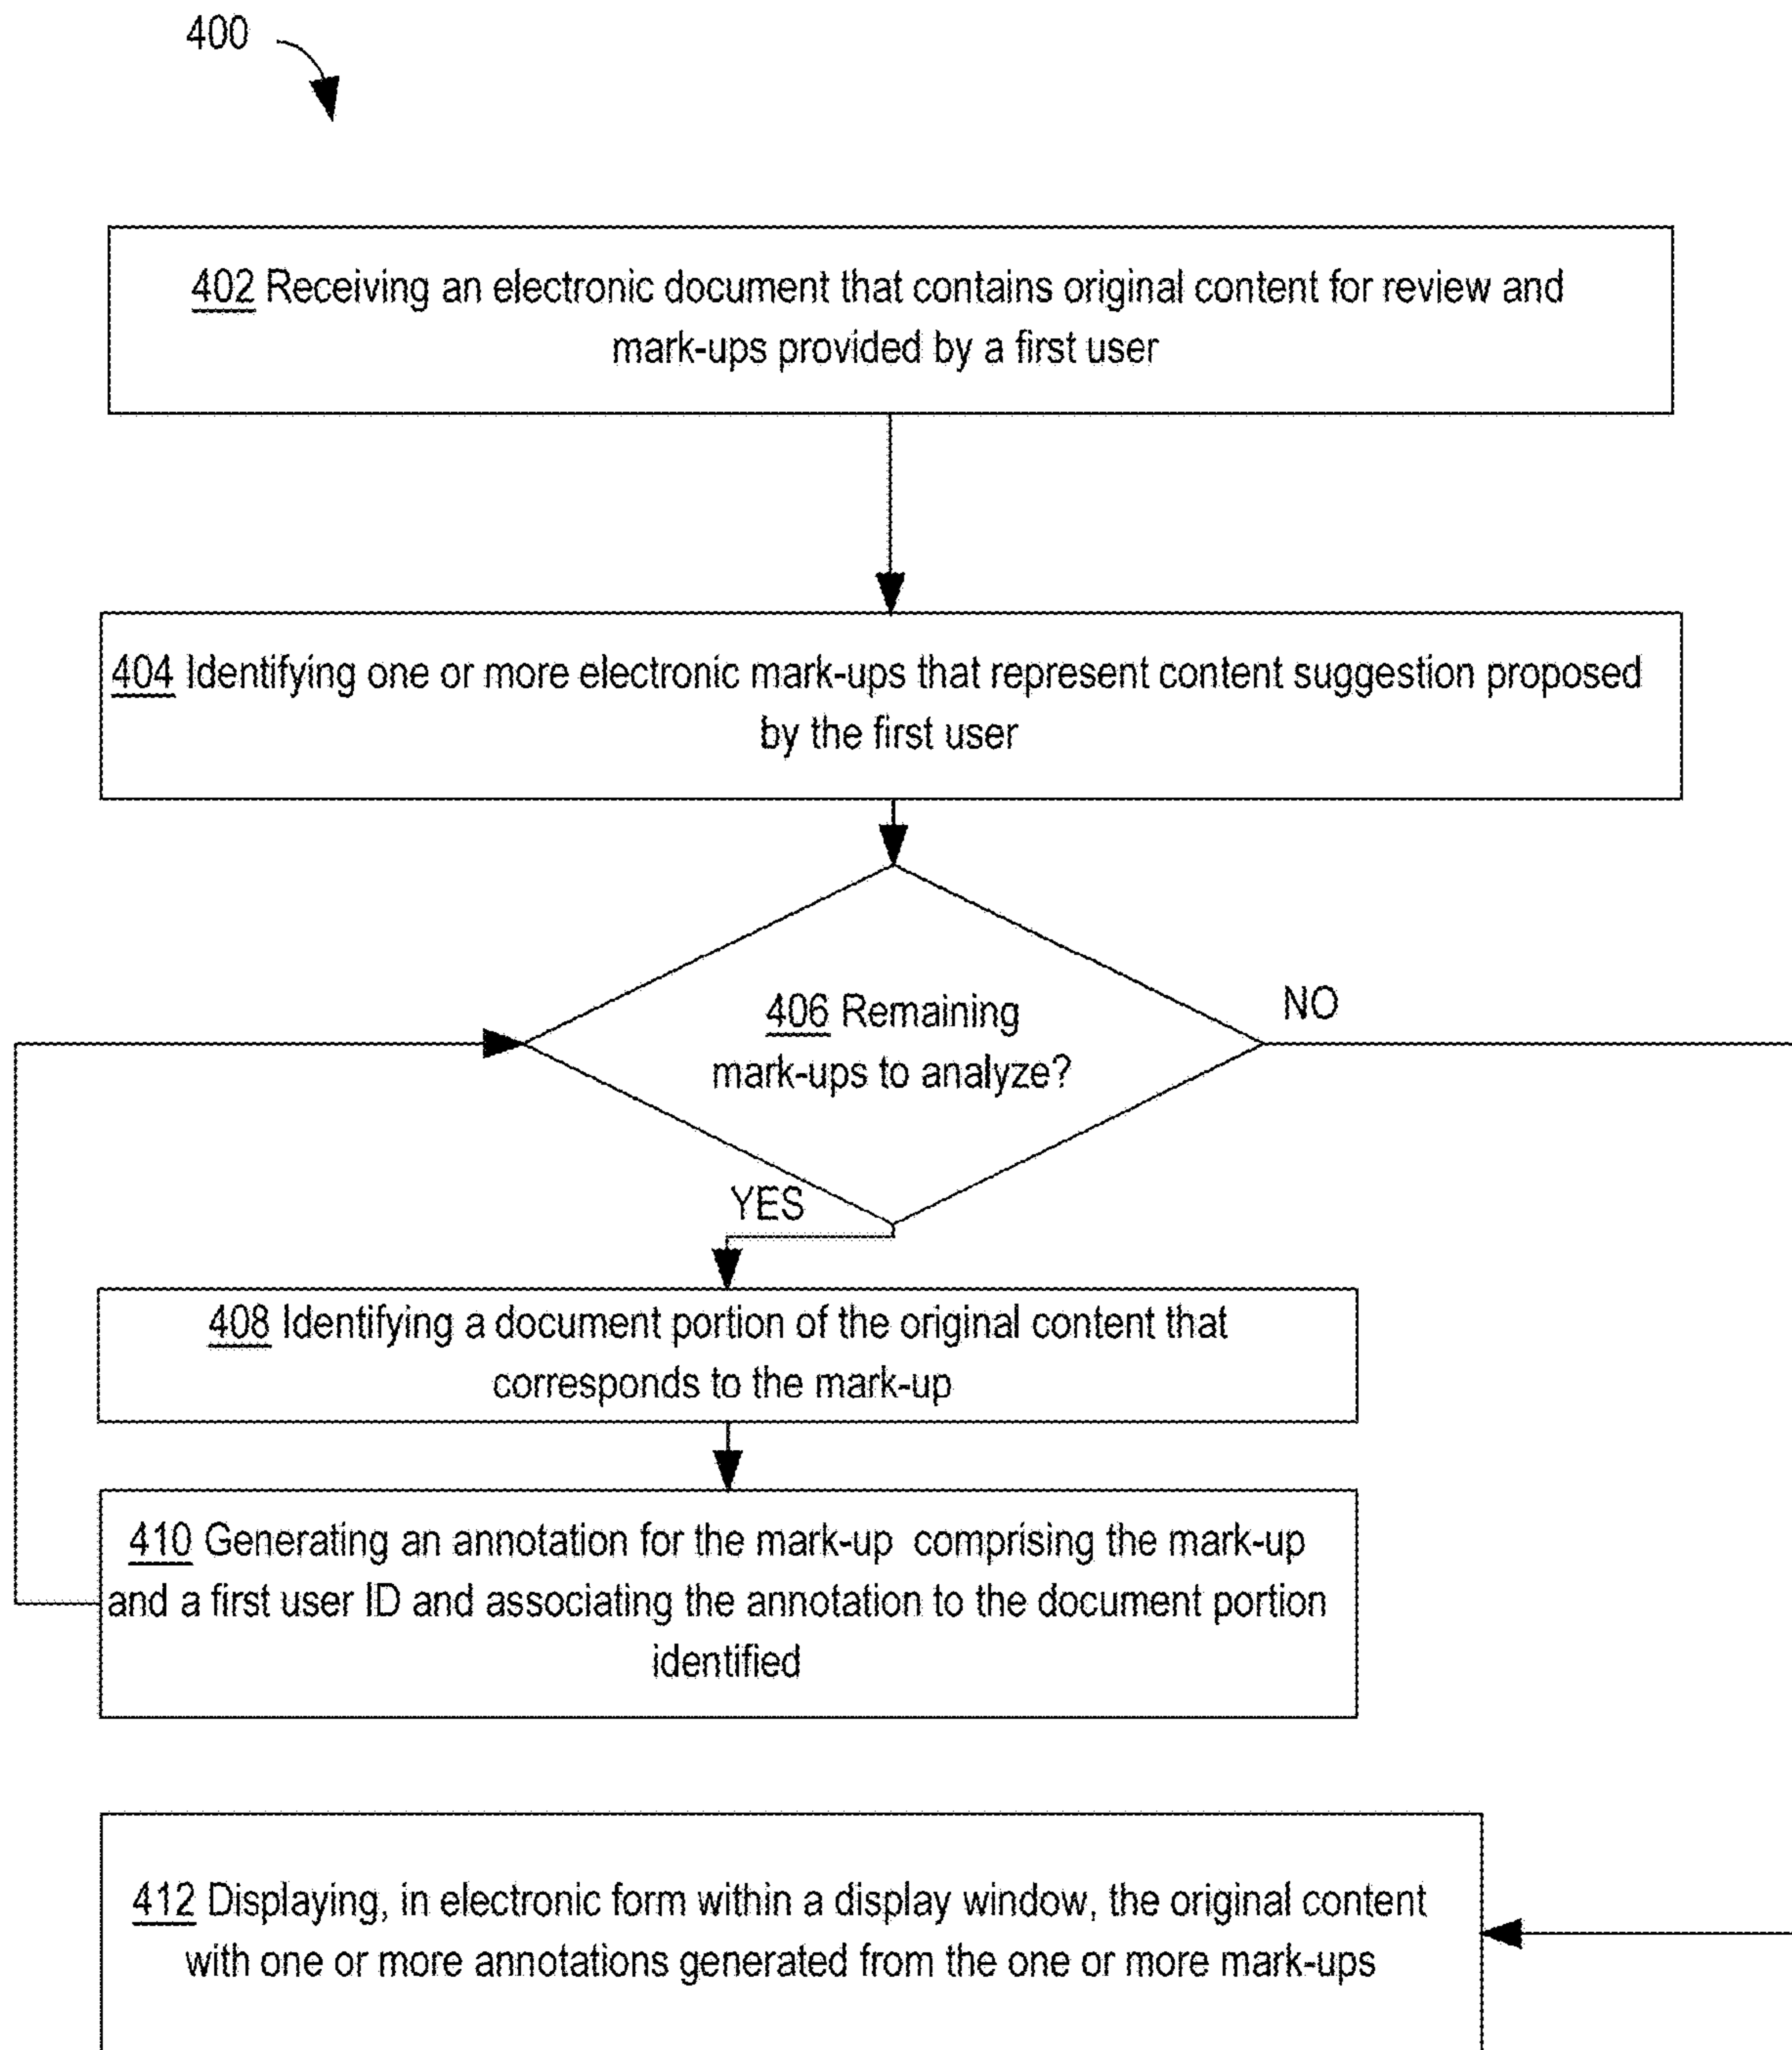 400
402 Receiving an electronic document that contains original content for review and
mark-ups provided by a first user
404 Identifying one or more electronic mark-ups that represent content suggestion proposed
by the first user
406 Remaining
mark-ups to analyze?
NO
YES
408 Identifying a document portion of the original content that
corresponds to the mark-up
410 Generating an annotation for the mark-up comprising the mark-up
and a first user ID and associating the annotation to the document portion
identified
412 Displaying, in electronic form within a display window, the original content
with one or more annotations generated from the one or more mark-ups